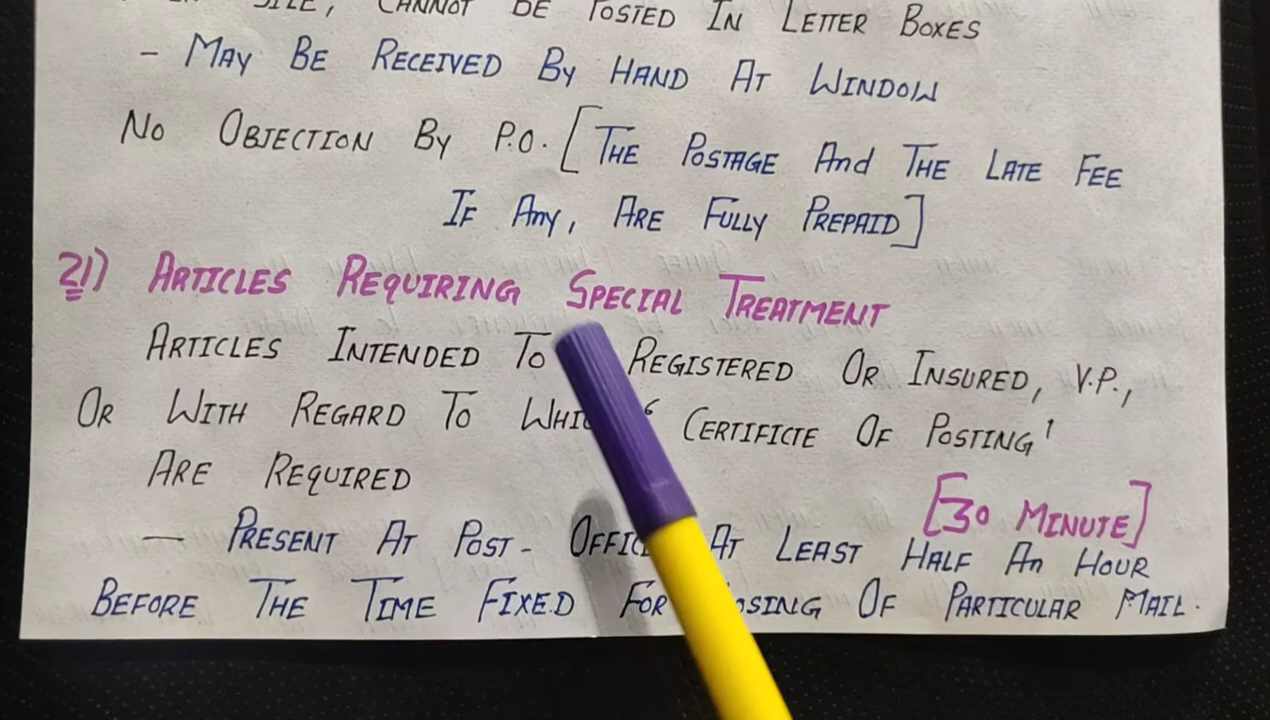 SIZE, CANNOT BE POSTED IN LETTER BOXES
- MAY BE RECEIVED BY HAND AT WINDOW
NO OBJECTION BY P.O. [THE POSTAGE And THE LATE FEE
IF Any, ARE FULLY PREPAID]
21) ARTICLES REQUIRING SPECIAL TREATMENT
ARTICLES INTENDED TO REGISTERED OR INSURED, V.P.,
OR WITH REGARD TO ‘ CERTIFICTE OF POSTING '
ARE REQUIRED
[30 MINUTE]
— PRESENT AT POST - AT LEAST HALF An HOUR
BEFORE THE TIME FIXED FOR OF PARTICULAR MAIL.